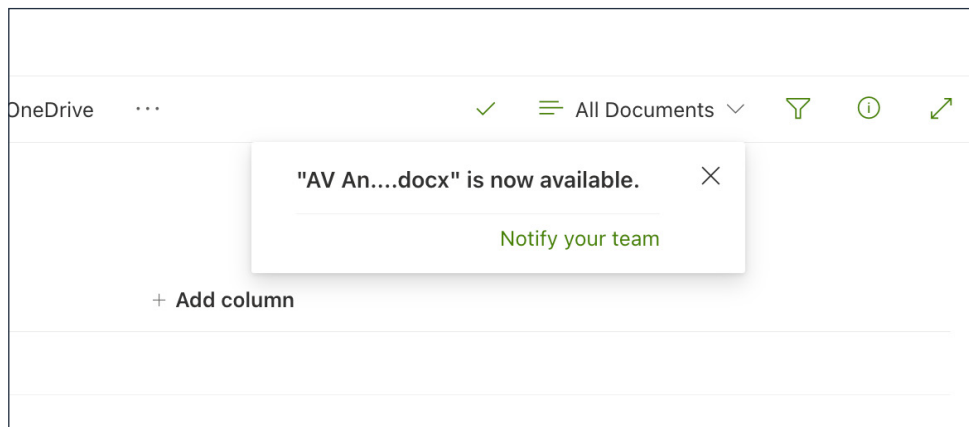 OneDrive ... All Documents
"AV An....docx" is now available.
Notify your team
+ Add column